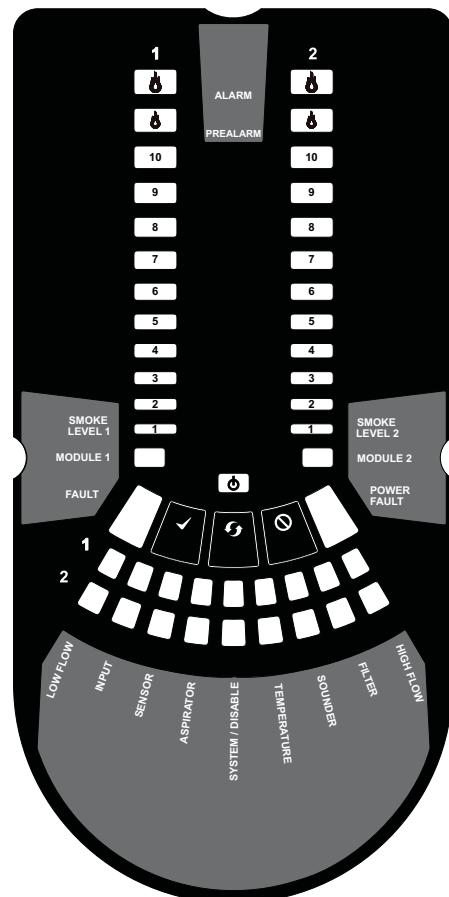 1
2
ALARM
PREALARM
10
10
9
9
8
8
7
7
6
6
5
5
4
4
3
3
2
2
1
1
SMOKE
LEVEL 1
MODULE 1
FAULT
SMOKE
LEVEL 2
MODULE 2
POWER
FAULT
1
2
LOW FLOW
INPUT
SENSOR
ASPIRATOR
SYSTEM / DISABLE
TEMPERATURE
SOUNDER
FILTER
HIGH FLOW